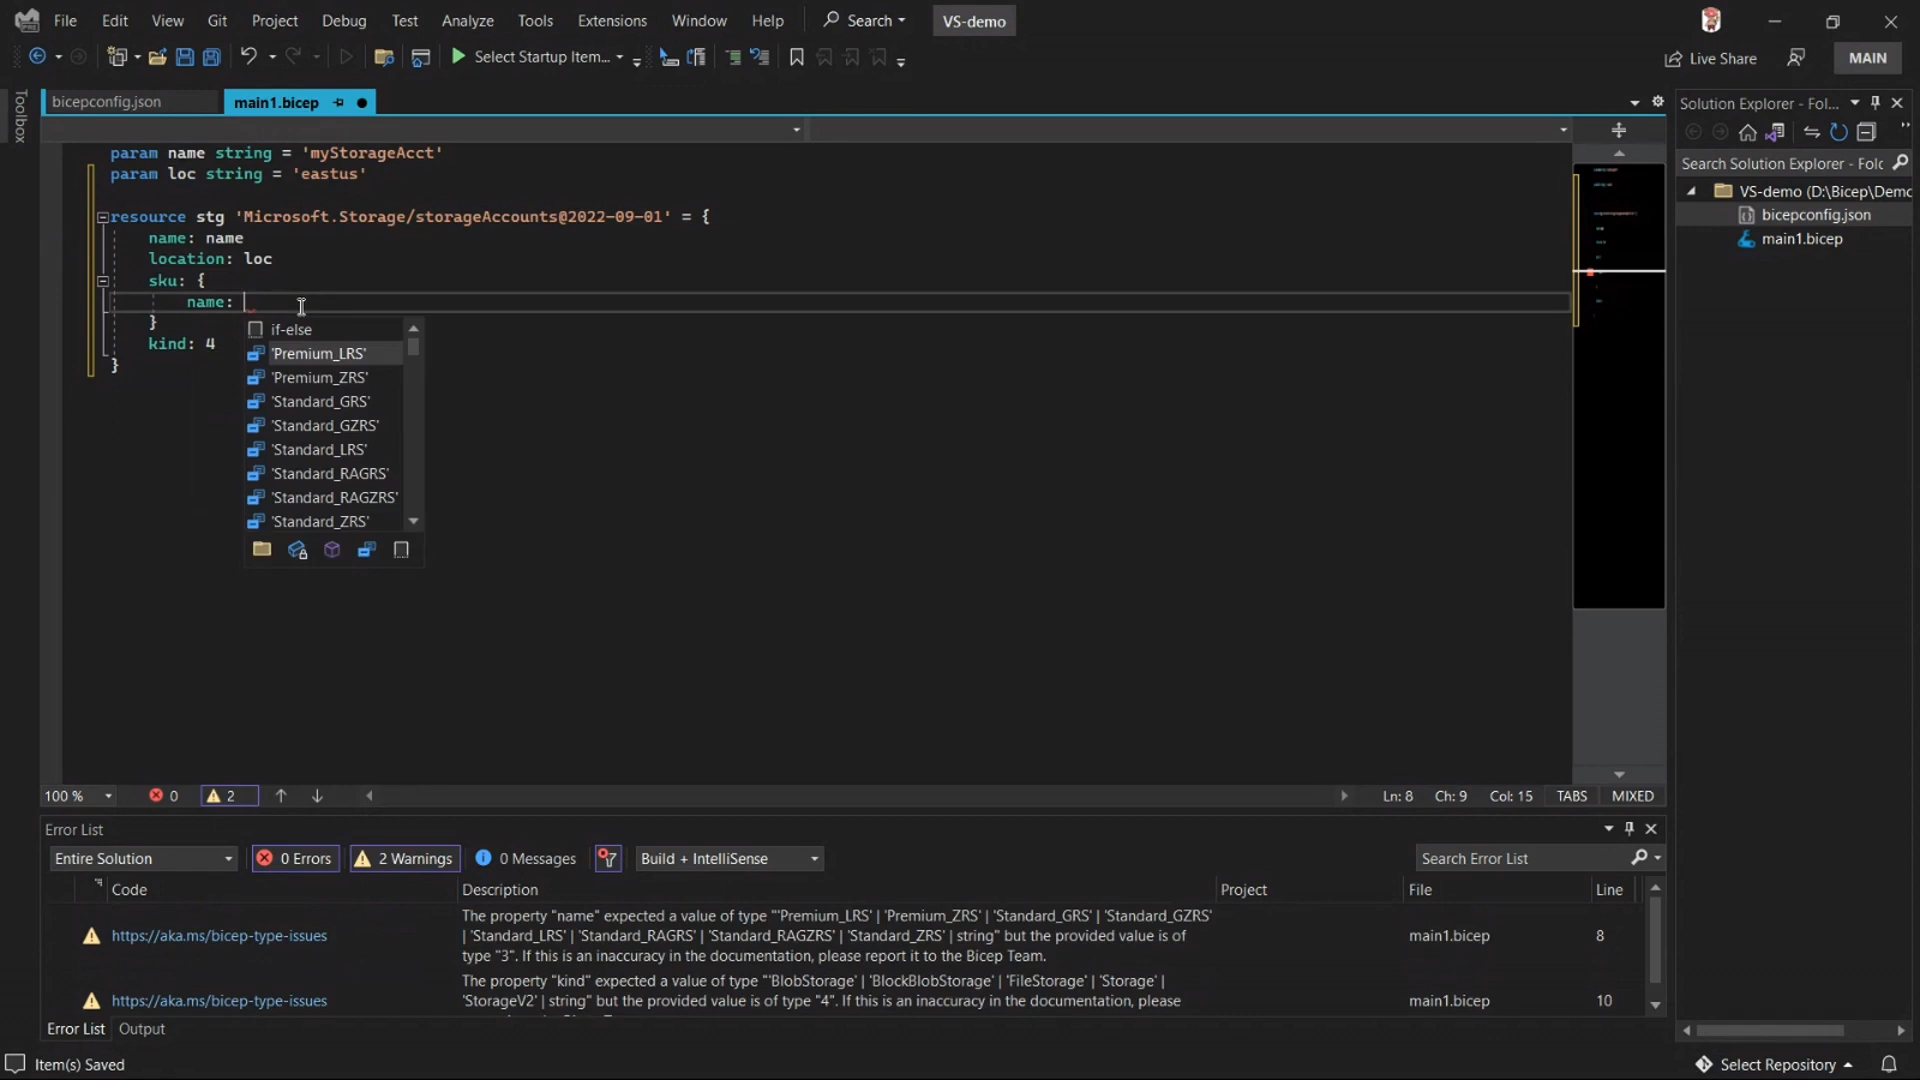 File Edit View Project Debug Test Analyze Tools Extensions Window Help Search VS-demo
Select Startup Item... Live Share MAIN
Toolbox
bicepconfig.json main1.bicep
param name string = 'myStorageAcct'
param loc string = 'eastus'
resource stg 'Microsoft.Storage/storageAccounts@2022-09-01' = {
name: name
location: loc
sku: {
name:
}
kind: 4
}
if-else
'Premium_LRS'
'Premium_ZRS'
'Standard_GRS'
'Standard_GZRS'
'Standard_LRS'
'Standard_RAGRS'
'Standard_RAGZRS'
'Standard_ZRS'
Solution Explorer - Fol...
Search Solution Explorer - Folc
VS-demo (D:\Bicep\Demc
bicepconfig.json
main1.bicep
100 % 0 2 Ln: 8 Ch: 9 Col: 15 TABS MIXED
Error List
Entire Solution 0 Errors 2 Warnings 0 Messages Build + IntelliSense Search Error List
Code Description Project File Line
https://aka.ms/bicep-type-issues
The property "name" expected a value of type "'Premium_LRS' | 'Premium_ZRS' | 'Standard_GRS' | 'Standard_GZRS'
| 'Standard_LRS' | 'Standard_RAGRS' | 'Standard_RAGZRS' | 'Standard_ZRS' | string" but the provided value is of
type "3". If this is an inaccuracy in the documentation, please report it to the Bicep Team.
main1.bicep 8
https://aka.ms/bicep-type-issues
The property "kind" expected a value of type "'BlobStorage' | 'BlockBlobStorage' | 'FileStorage' | 'Storage' |
'StorageV2' | string" but the provided value is of type "4". If this is an inaccuracy in the documentation, please
main1.bicep 10
Error List Output
Item(s) Saved Select Repository